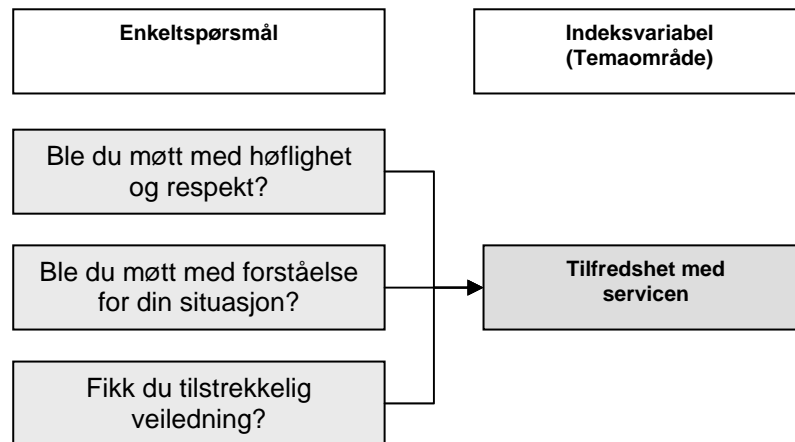 Enkeltspørsmål
Indeksvariabel
(Temaområde)
Ble du møtt med høflighet
og respekt?
Ble du møtt med forståelse
for din situasjon?
Tilfredshet med
servicen
Fikk du tilstrekkelig
veiledning?